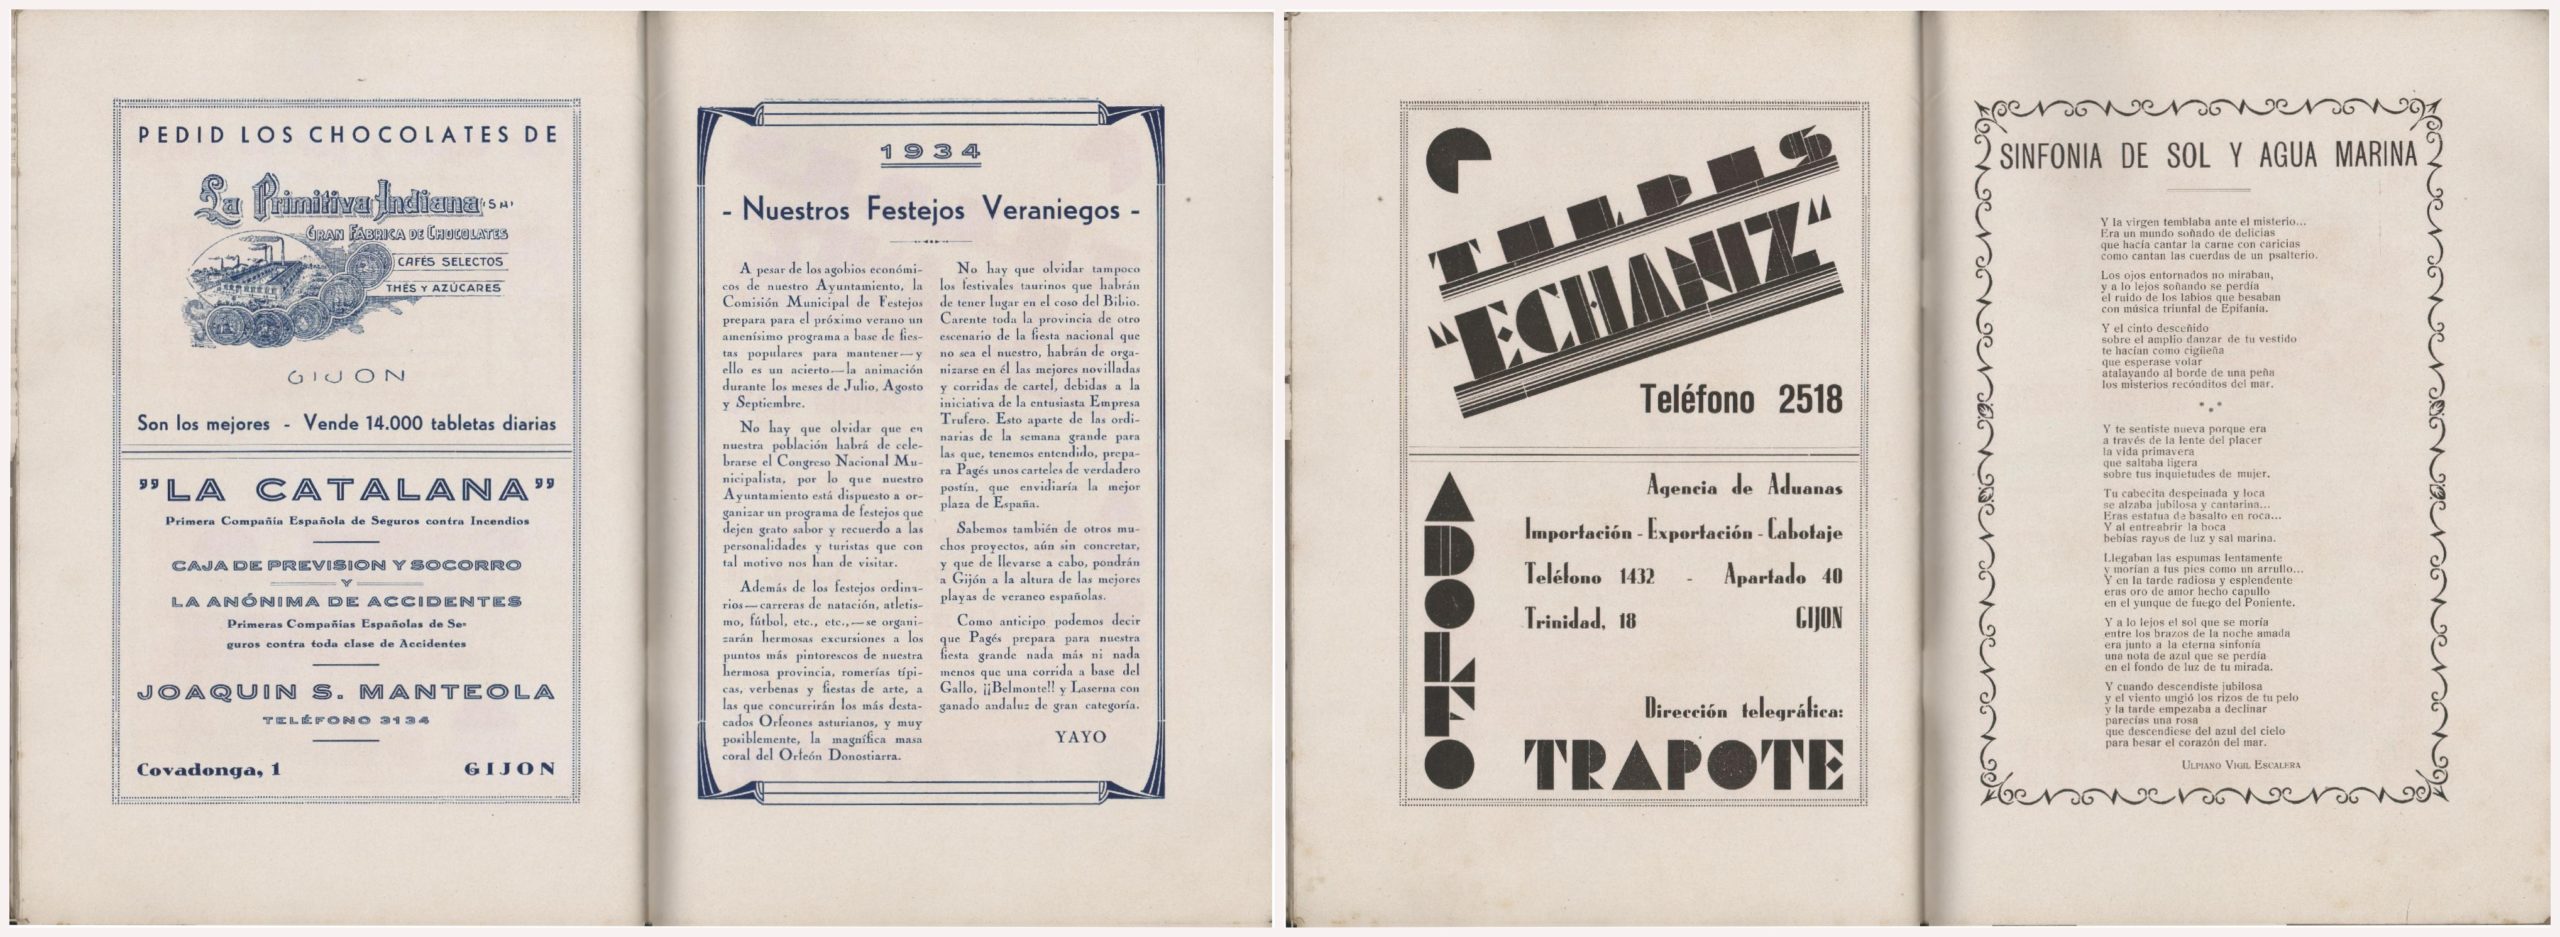 PEDID LOS CHOCOLATES DE
La Primitiva Indiana S.A.
GRAN FÁBRICA DE CHOCOLATES
CAFÉS SELECTOS
THÉS Y AZÚCARES
GIJON
Son los mejores - Vende 14.000 tabletas diarias
"LA CATALANA"
Primera Compañía Española de Seguros contra Incendios
CAJA DE PREVISION Y SOCORRO
Y
LA ANÓNIMA DE ACCIDENTES
Primeras Compañías Españolas de Se-
guros contra toda clase de Accidentes
JOAQUIN S. MANTEOLA
TELÉFONO 3134
Covadonga, 1 GIJON
1934
- Nuestros Festejos Veraniegos -
A pesar de los agobios económi-
cos de nuestro Ayuntamiento, la
Comisión Municipal de Festejos
prepara para el próximo verano un
amenísimo programa a base de fies-
tas populares para mantener—y
ello es un acierto—la animación
durante los meses de Julio, Agosto
y Septiembre.
No hay que olvidar que en
nuestra población habrá de cele-
brarse el Congreso Nacional Mu-
nicipalista, por lo que nuestro
Ayuntamiento está dispuesto a or-
ganizar un programa de festejos que
dejen grato sabor y recuerdo a las
personalidades y turistas que con
tal motivo nos han de visitar.
Además de los festejos ordina-
rios—carreras de natación, atletis-
mo, fútbol, etc., etc.,—se organi-
zarán hermosas excursiones a los
puntos más pintorescos de nuestra
hermosa provincia, romerías típi-
cas, verbenas y fiestas de arte, a
las que concurrirán los más desta-
cados Orfeones asturianos, y muy
posiblemente, la magnífica masa
coral del Orfeón Donostiarra.
No hay que olvidar tampoco
los festivales taurinos que habrán
de tener lugar en el coso del Bibio.
Carente toda la provincia de otro
escenario de la fiesta nacional que
no sea el nuestro, habrán de orga-
nizarse en él las mejores novilladas
y corridas de cartel, debidas a la
iniciativa de la entusiasta Empresa
Trufero. Esto aparte de las ordi-
narias de la semana grande para
las que, tenemos entendido, prepa-
ra Pagés unos carteles de verdadero
postín, que envidiaría la mejor
plaza de España.
Sabemos también de otros mu-
chos proyectos, aún sin concretar,
y que de llevarse a cabo, pondrán
a Gijón a la altura de las mejores
playas de veraneo españolas.
Como anticipo podemos decir
que Pagés prepara para nuestra
fiesta grande nada más ni nada
menos que una corrida a base del
Gallo, ¡¡Belmonte!! y Laserna con
ganado andaluz de gran categoría.
YAYO
TALLERES
"ECHANIZ"
Teléfono 2518
ADOLFO
Agencia de Aduanas
Importación - Exportación - Cabotaje
Teléfono 1432 - Apartado 40
Trinidad, 18 GIJON
Dirección telegráfica:
TRAPOTE
SINFONIA DE SOL Y AGUA MARINA
Y la virgen temblaba ante el misterio...
Era un mundo soñado de delicias
que hacía cantar la carne con caricias
como cantan las cuerdas de un psalterio.
Los ojos entornados no miraban,
y a lo lejos soñando se perdía
el ruido de los labios que besaban
con música triunfal de Epifanía.
Y el cinto desceñido
sobre el amplio danzar de tu vestido
te hacían como cigüeña
que esperase volar
atalayando al borde de una peña
los misterios recónditos del mar.
Y te sentiste nueva porque era
a través de la lente del placer
la vida primavera
que saltaba ligera
sobre tus inquietudes de mujer.
Tu cabecita despeinada y loca
se alzaba jubilosa y cantarina...
Eras estatua de basalto en roca...
Y al entreabrir la boca
bebías rayos de luz y sal marina.
Llegaban las espumas lentamente
y morían a tus pies como un arrullo...
Y en la tarde radiosa y esplendente
eras oro de amor hecho capullo
en el yunque de fuego del Poniente.
Y a lo lejos el sol que se moría
entre los brazos de la noche amada
era junto a la eterna sinfonía
una nota de azul que se perdía
en el fondo de luz de tu mirada.
Y cuando descendiste jubilosa
y el viento ungió los rizos de tu pelo
y la tarde empezaba a declinar
parecías una rosa
que descendiese del azul del cielo
para besar el corazón del mar.
ULPIANO VIGIL ESCALERA